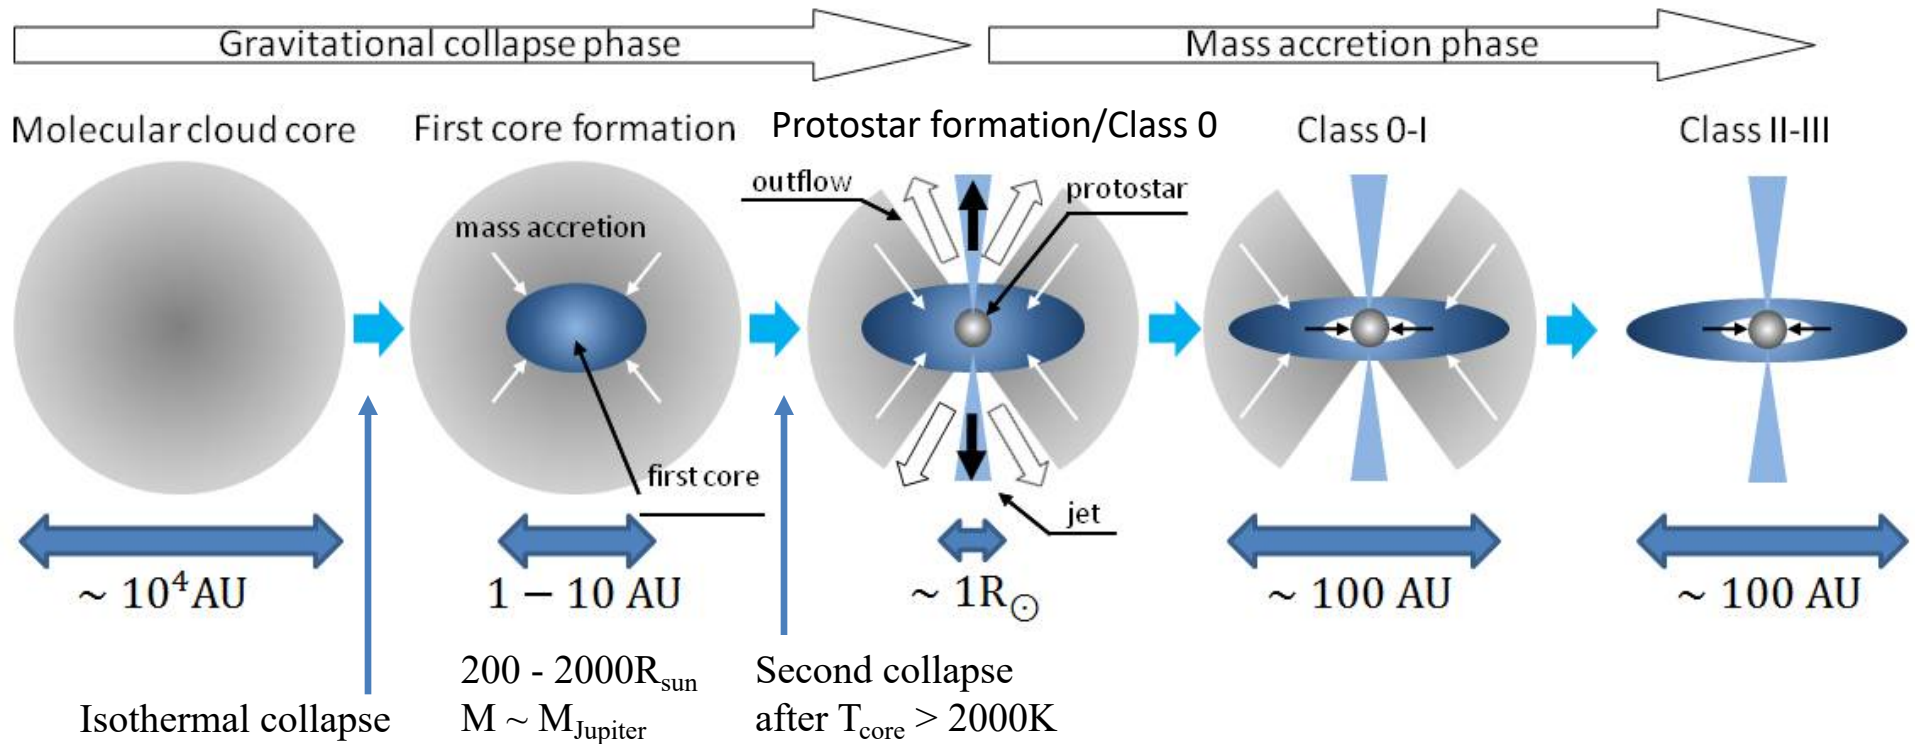 Gravitational collapse phase
Mass accretion phase
Molecular cloud core
First core formation
Protostar formation/Class 0
Class 0-I
Class II-III
outflow
protostar
mass accretion
first core
jet
~ 10⁴AU
1 – 10 AU
~ 1R☉
~ 100 AU
~ 100 AU
Isothermal collapse
200 - 2000Rsun
M ~ MJupiter
Second collapse
after Tcore > 2000K